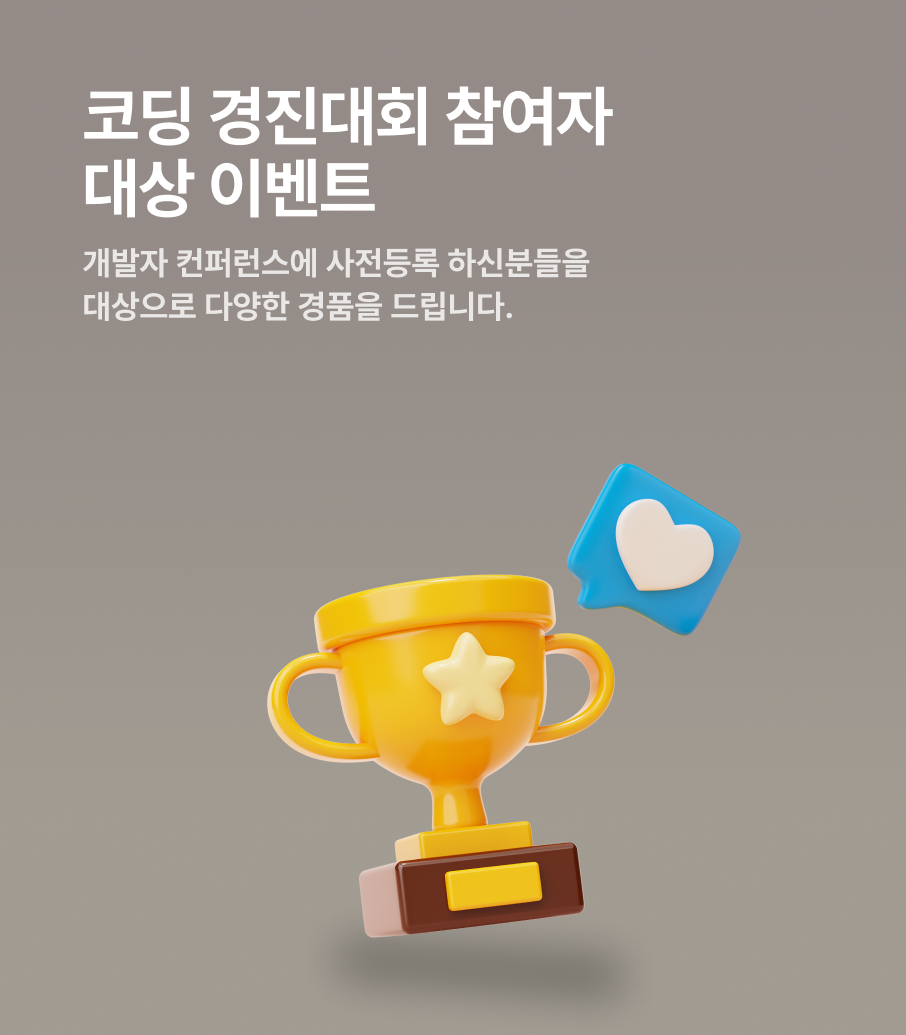 코딩 경진대회 참여자
대상 이벤트
개발자 컨퍼런스에 사전등록 하신분들을
대상으로 다양한 경품을 드립니다.